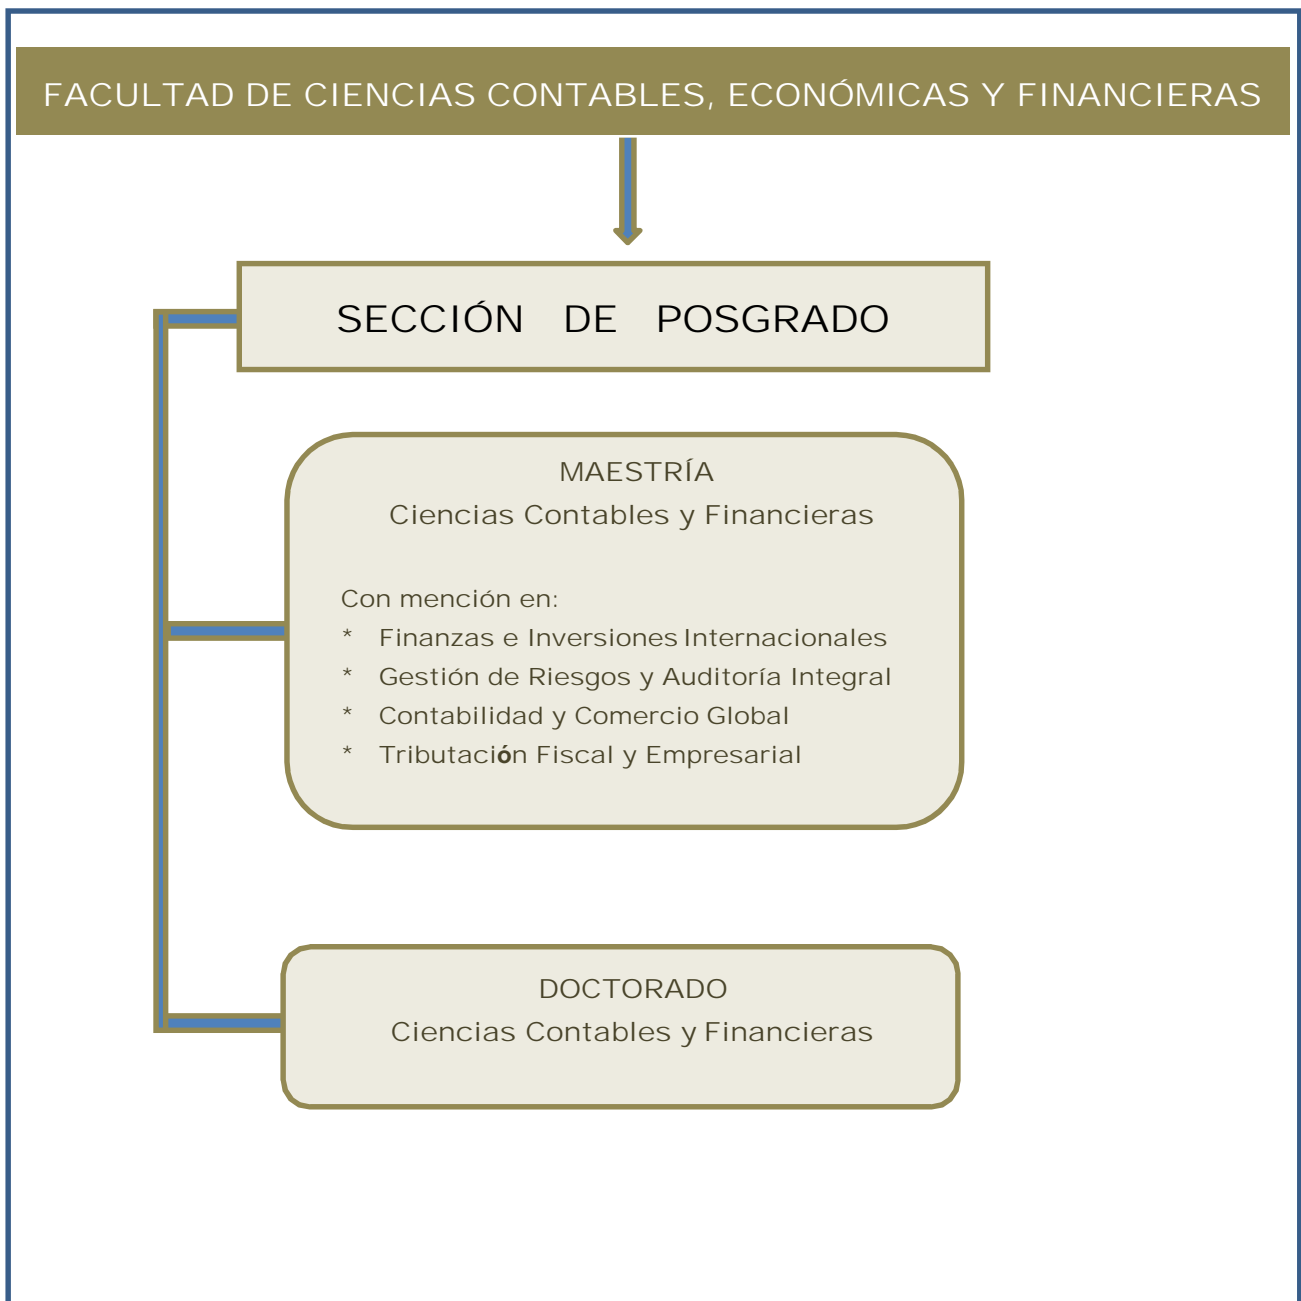 FACULTAD DE CIENCIAS CONTABLES, ECONÓMICAS Y FINANCIERAS
SECCIÓN DE POSGRADO
MAESTRÍA
Ciencias Contables y Financieras
Con mención en:
* Finanzas e Inversiones Internacionales
* Gestión de Riesgos y Auditoría Integral
* Contabilidad y Comercio Global
* Tributación Fiscal y Empresarial
DOCTORADO
Ciencias Contables y Financieras